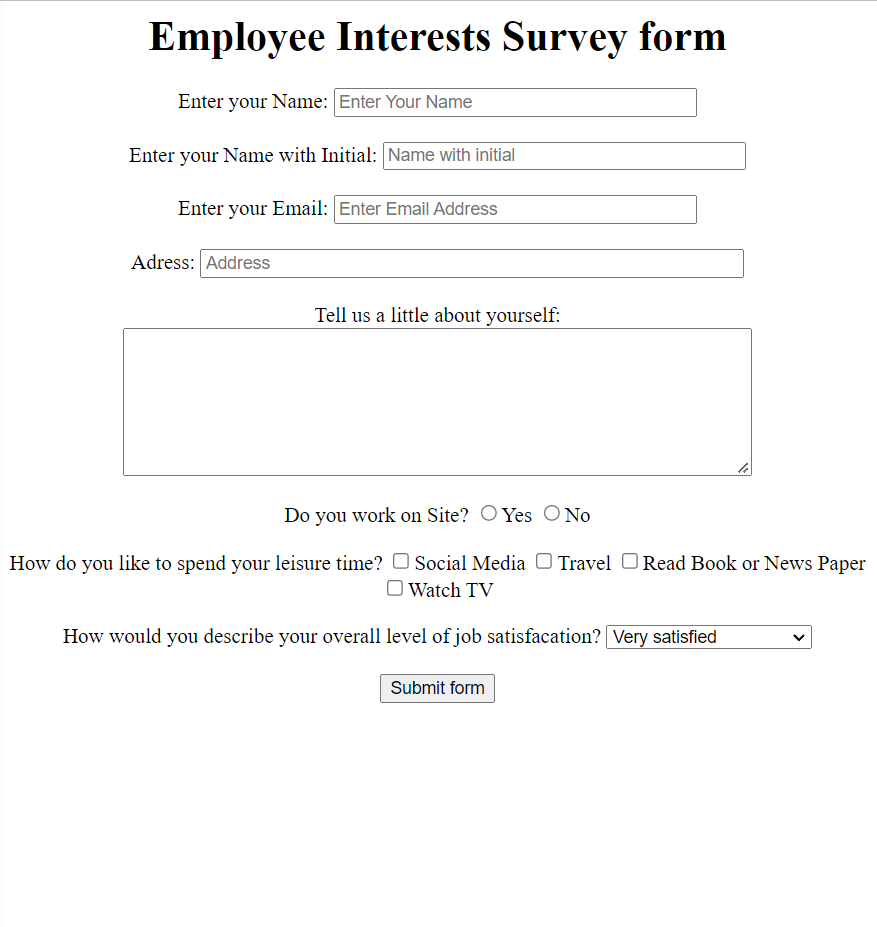 Employee Interests Survey form
Enter your Name: Enter Your Name
Enter your Name with Initial: Name with initial
Enter your Email: Enter Email Address
Adress: Address
Tell us a little about yourself:
Do you work on Site? Yes No
How do you like to spend your leisure time? Social Media Travel Read Book or News Paper
Watch TV
How would you describe your overall level of job satisfacation? Very satisfied
Submit form